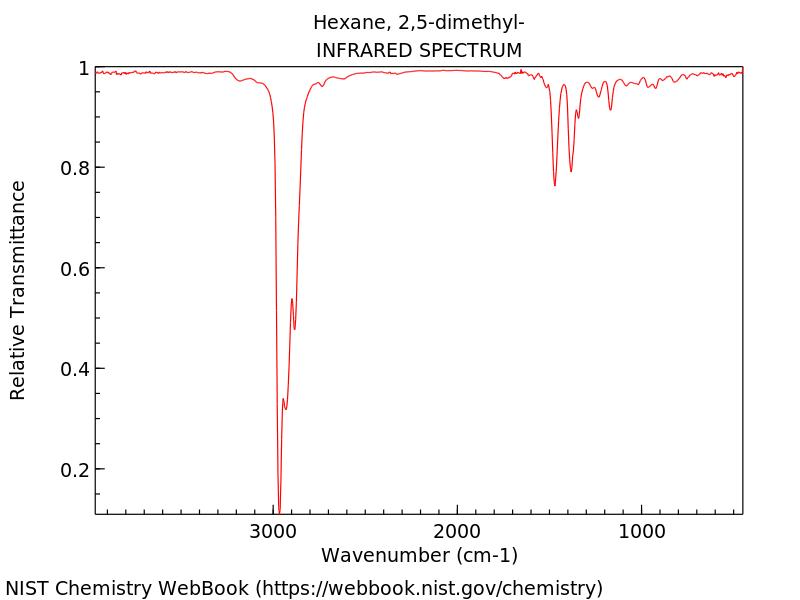 Hexane, 2,5-dimethyl-
INFRARED SPECTRUM
1
0.8
0.6
0.4
0.2
Relative Transmittance
3000 2000 1000
Wavenumber (cm-1)
NIST Chemistry WebBook (https://webbook.nist.gov/chemistry)